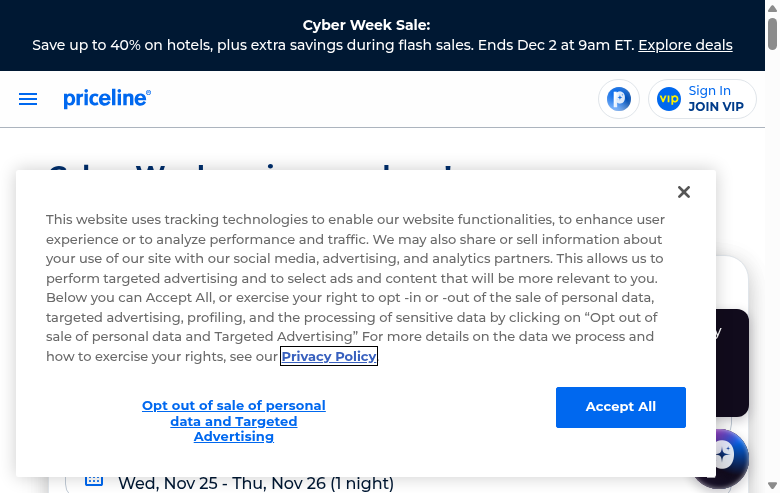 Cyber Week Sale:
Save up to 40% on hotels, plus extra savings during flash sales. Ends Dec 2 at 9am ET. Explore deals
priceline®
Sign In
VIP
JOIN VIP
This website uses tracking technologies to enable our website functionalities, to enhance user
experience or to analyze performance and traffic. We may also share or sell information about
your use of our site with our social media, advertising, and analytics partners. This allows us to
perform targeted advertising and to select ads and content that will be more relevant to you.
Below you can Accept All, or exercise your right to opt -in or -out of the sale of personal data,
targeted advertising, profiling, and the processing of sensitive data by clicking on “Opt out of
sale of personal data and Targeted Advertising” For more details on the data we process and
how to exercise your rights, see our Privacy Policy.
Opt out of sale of personal
data and Targeted
Advertising
Accept All
Wed, Nov 25 - Thu, Nov 26 (1 night)